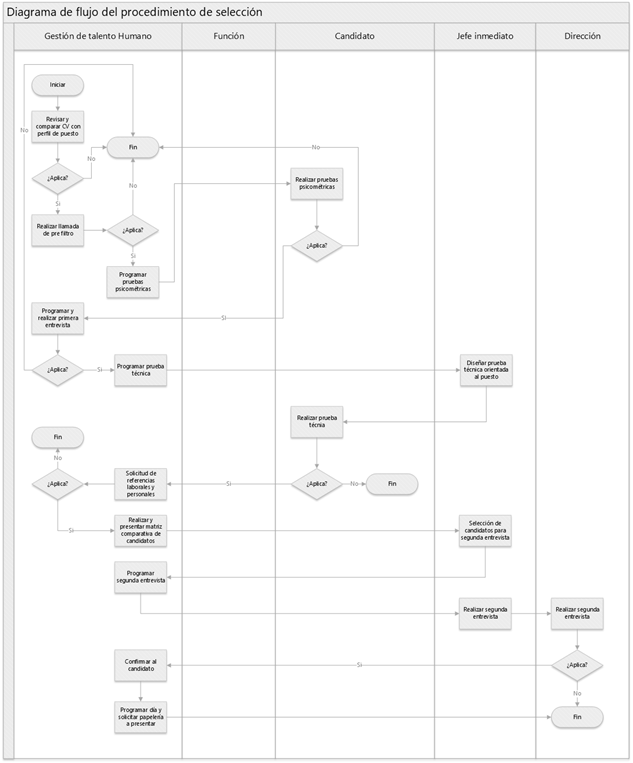 Diagrama de flujo del procedimiento de selección
Gestión de talento Humano
Función
Candidato
Jefe inmediato
Dirección
Iniciar
Revisar y
comparar CV con
perfil de puesto
No
Fin
No
No
¿Aplica?
Si
No
Realizar pruebas
psicométricas
Realizar llamada
de pre filtro
¿Aplica?
Si
¿Aplica?
Programar
pruebas
psicométricas
Programar y
realizar primera
entrevista
Si
¿Aplica?
Si
Programar prueba
técnica
Diseñar prueba
técnica orientada
al puesto
Realizar prueba
técnia
Fin
No
¿Aplica?
Solicitud de
referencias
laborales y
personales
Si
¿Aplica?
No
Fin
Si
Realizar y
presentar matriz
comparativa de
candidatos
Selección de
candidatos para
segunda entrevista
Programar
segunda entrevista
Realizar segunda
entrevista
Realizar segunda
entrevista
Confirmar al
candidato
Si
¿Aplica?
No
Programar día y
solicitar papelería
a presentar
Fin